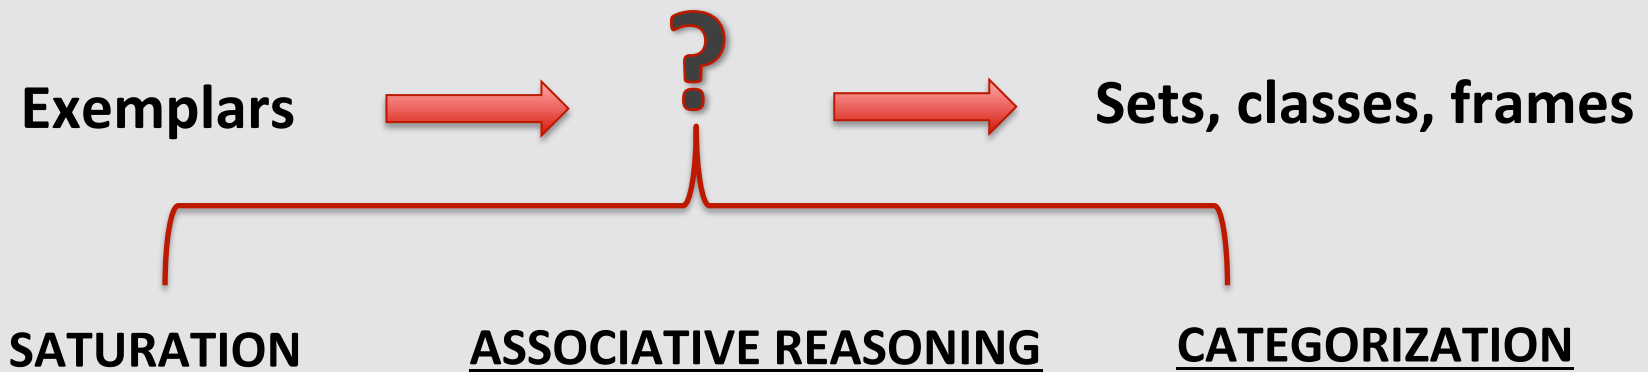 ?
Exemplars Sets, classes, frames
SATURATION ASSOCIATIVE REASONING CATEGORIZATION